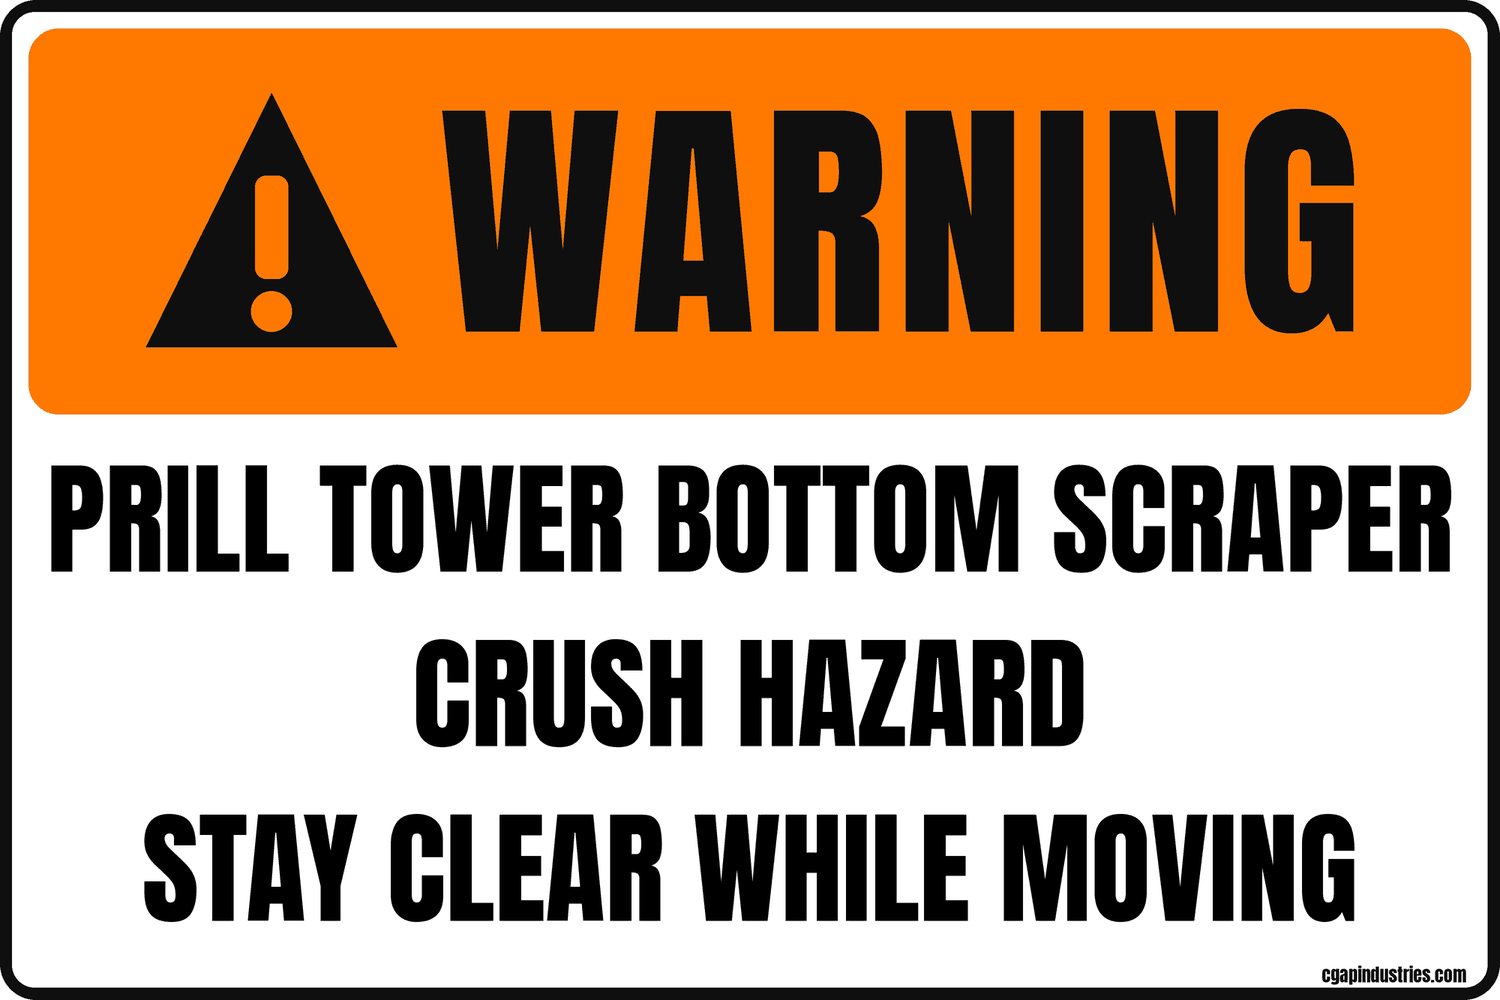 WARNING
PRILL TOWER BOTTOM SCRAPER
CRUSH HAZARD
STAY CLEAR WHILE MOVING
cgapindustries.com